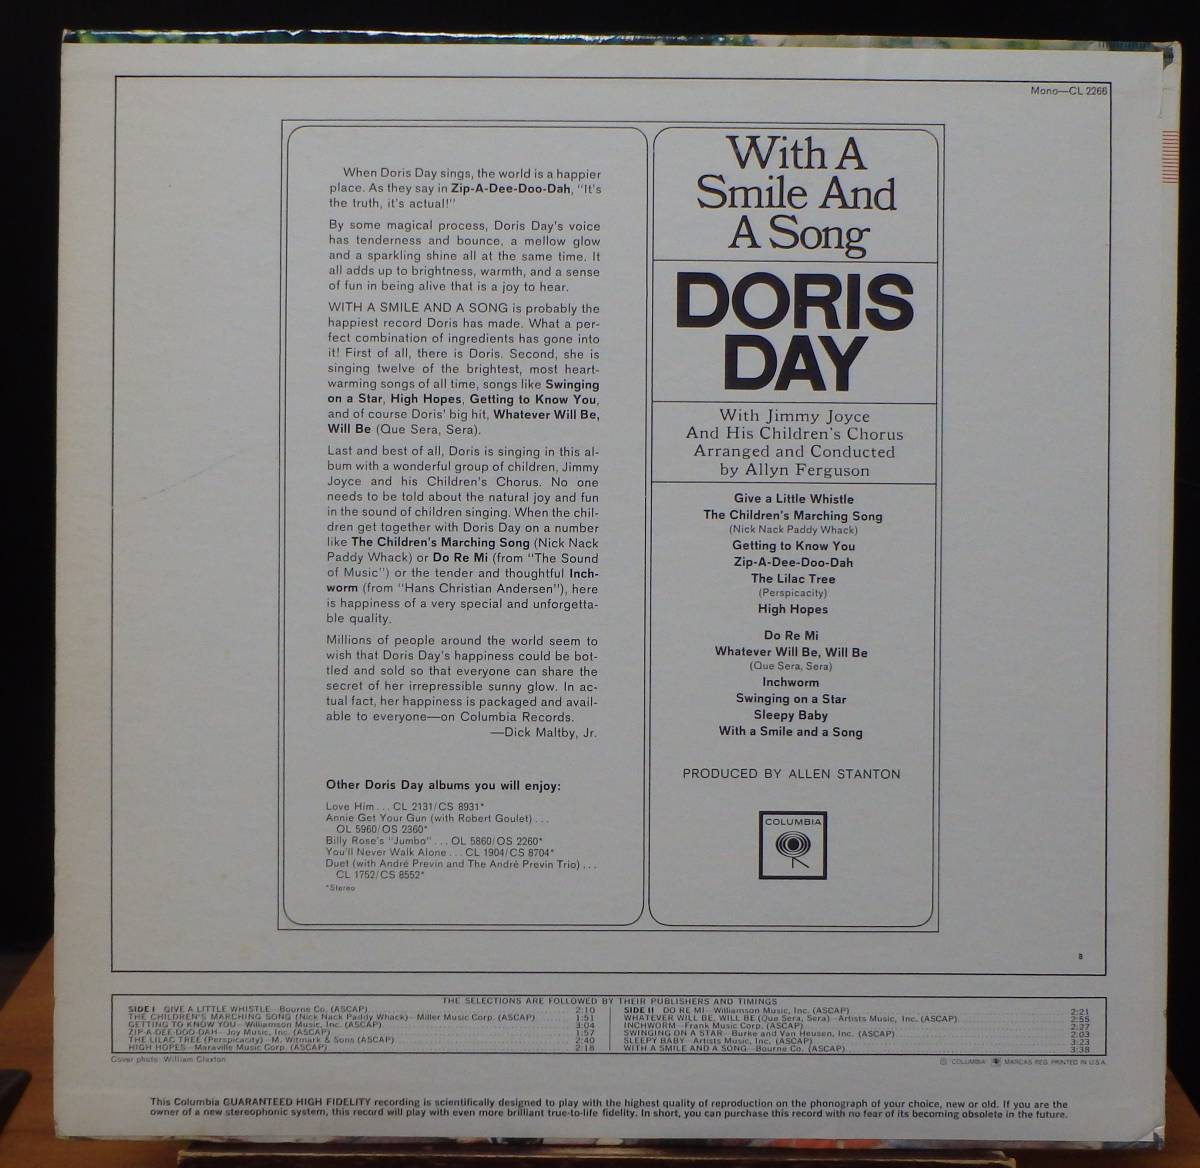 Mono—CL 2266
When Doris Day sings, the world is a happier
place. As they say in Zip-A-Dee-Doo-Dah, "It's
the truth, it's actual!"
By some magical process, Doris Day's voice
has tenderness and bounce, a mellow glow
and a sparkling shine all at the same time. It
all adds up to brightness, warmth, and a sense
of fun in being alive that is a joy to hear.
WITH A SMILE AND A SONG is probably the
happiest record Doris has made. What a per-
fect combination of ingredients has gone into
it! First of all, there is Doris. Second, she is
singing twelve of the brightest, most heart-
warming songs of all time, songs like Swinging
on a Star, High Hopes, Getting to Know You,
and of course Doris' big hit, Whatever Will Be,
Will Be (Que Sera, Sera).
Last and best of all, Doris is singing in this al-
bum with a wonderful group of children, Jimmy
Joyce and his Children's Chorus. No one
needs to be told about the natural joy and fun
in the sound of children singing. When the chil-
dren get together with Doris Day on a number
like The Children's Marching Song (Nick Nack
Paddy Whack) or Do Re Mi (from "The Sound
of Music") or the tender and thoughtful Inch-
worm (from "Hans Christian Andersen"), here
is happiness of a very special and unforgetta-
ble quality.
Millions of people around the world seem to
wish that Doris Day's happiness could be bot-
tled and sold so that everyone can share the
secret of her irrepressible sunny glow. In ac-
tual fact, her happiness is packaged and avail-
able to everyone—on Columbia Records.
—Dick Maltby, Jr.
Other Doris Day albums you will enjoy:
Love Him . . . CL 2131/CS 8931*
Annie Get Your Gun (with Robert Goulet) . . .
OL 5960/OS 2360*
Billy Rose's "Jumbo" . . . OL 5860/OS 2260*
You'll Never Walk Alone . . . CL 1904/CS 8704*
Duet (with André Previn and The André Previn Trio) . . .
CL 1752/CS 8552*
*Stereo
With A
Smile And
A Song
DORIS
DAY
With Jimmy Joyce
And His Children's Chorus
Arranged and Conducted
by Allyn Ferguson
Give a Little Whistle
The Children's Marching Song
(Nick Nack Paddy Whack)
Getting to Know You
Zip-A-Dee-Doo-Dah
The Lilac Tree
(Perspicacity)
High Hopes
Do Re Mi
Whatever Will Be, Will Be
(Que Sera, Sera)
Inchworm
Swinging on a Star
Sleepy Baby
With a Smile and a Song
PRODUCED BY ALLEN STANTON
COLUMBIA
B
THE SELECTIONS ARE FOLLOWED BY THEIR PUBLISHERS AND TIMINGS
SIDE I GIVE A LITTLE WHISTLE—Bourne Co. (ASCAP) 2:10
THE CHILDREN'S MARCHING SONG (Nick Nack Paddy Whack)—Miller Music Corp. (ASCAP) 1:51
GETTING TO KNOW YOU—Williamson Music, Inc. (ASCAP) 3:04
ZIP-A-DEE-DOO-DAH—Joy Music, Inc. (ASCAP) 1:57
THE LILAC TREE (Perspicacity)—M. Witmark & Sons (ASCAP) 2:40
HIGH HOPES—Maraville Music Corp. (ASCAP) 2:18
SIDE II DO RE MI—Williamson Music, Inc. (ASCAP) 2:21
WHATEVER WILL BE, WILL BE (Que Sera, Sera)—Artists Music, Inc. (ASCAP) 2:55
INCHWORM—Frank Music Corp. (ASCAP) 2:27
SWINGING ON A STAR—Burke and Van Heusen, Inc. (ASCAP) 2:03
SLEEPY BABY—Artists Music, Inc. (ASCAP) 3:23
WITH A SMILE AND A SONG—Bourne Co. (ASCAP) 3:38
Cover photo: William Claxton
© "COLUMBIA" MARCAS REG. PRINTED IN U.S.A.
This Columbia GUARANTEED HIGH FIDELITY recording is scientifically designed to play with the highest quality of reproduction on the phonograph of your choice, new or old. If you are the
owner of a new stereophonic system, this record will play with even more brilliant true-to-life fidelity. In short, you can purchase this record with no fear of its becoming obsolete in the future.